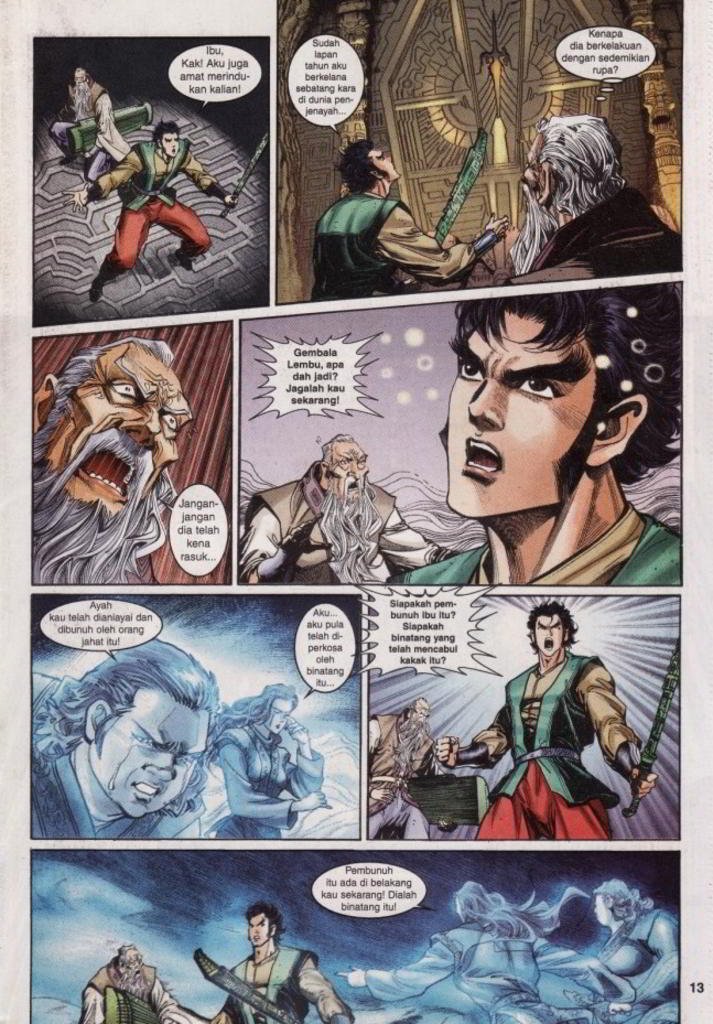 Ibu,
Kak! Aku juga
amat merindu-
kan kalian!
Sudah
lapan
tahun aku
berkelana
sebatang kara
di dunia pen-
jenayah...
Kenapa
dia berkelakuan
dengan sedemikian
rupa?
Jangan-
jangan
dia telah
kena
rasuk...
Gembala
Lembu, apa
dah jadi?
Jagalah kau
sekarang!
Ayah
kau telah dianiayai dan
dibunuh oleh orang
jahat itu!
Aku...
aku pula
telah di-
perkosa
oleh
binatang
itu...
Siapakah pem-
bunuh ibu itu?
Siapakah
binatang yang
telah mencabul
kakak itu?
Pembunuh
itu ada di belakang
kau sekarang! Dialah
binatang itu!
13